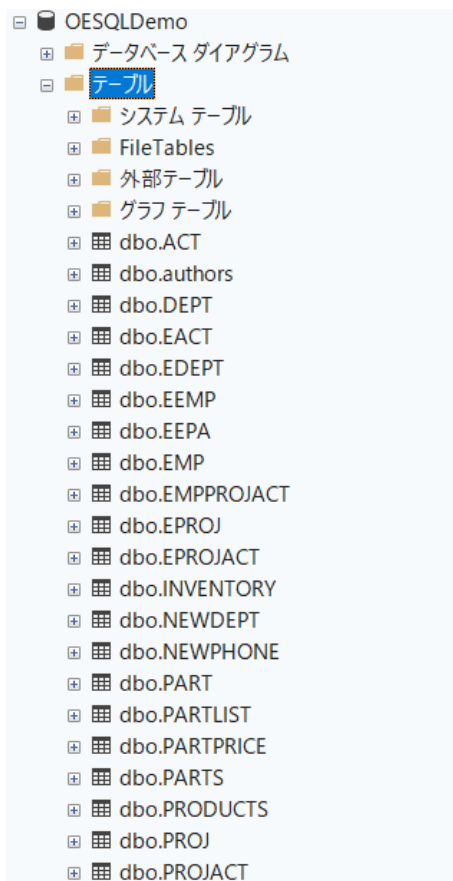 OESQLDemo
データベース ダイアグラム
テーブル
システム テーブル
FileTables
外部テーブル
グラフ テーブル
dbo.ACT
dbo.authors
dbo.DEPT
dbo.EACT
dbo.EDEPT
dbo.EEMP
dbo.EEPA
dbo.EMP
dbo.EMPPROJACT
dbo.EPROJ
dbo.EPROJACT
dbo.INVENTORY
dbo.NEWDEPT
dbo.NEWPHONE
dbo.PART
dbo.PARTLIST
dbo.PARTPRICE
dbo.PARTS
dbo.PRODUCTS
dbo.PROJ
dbo.PROJACT